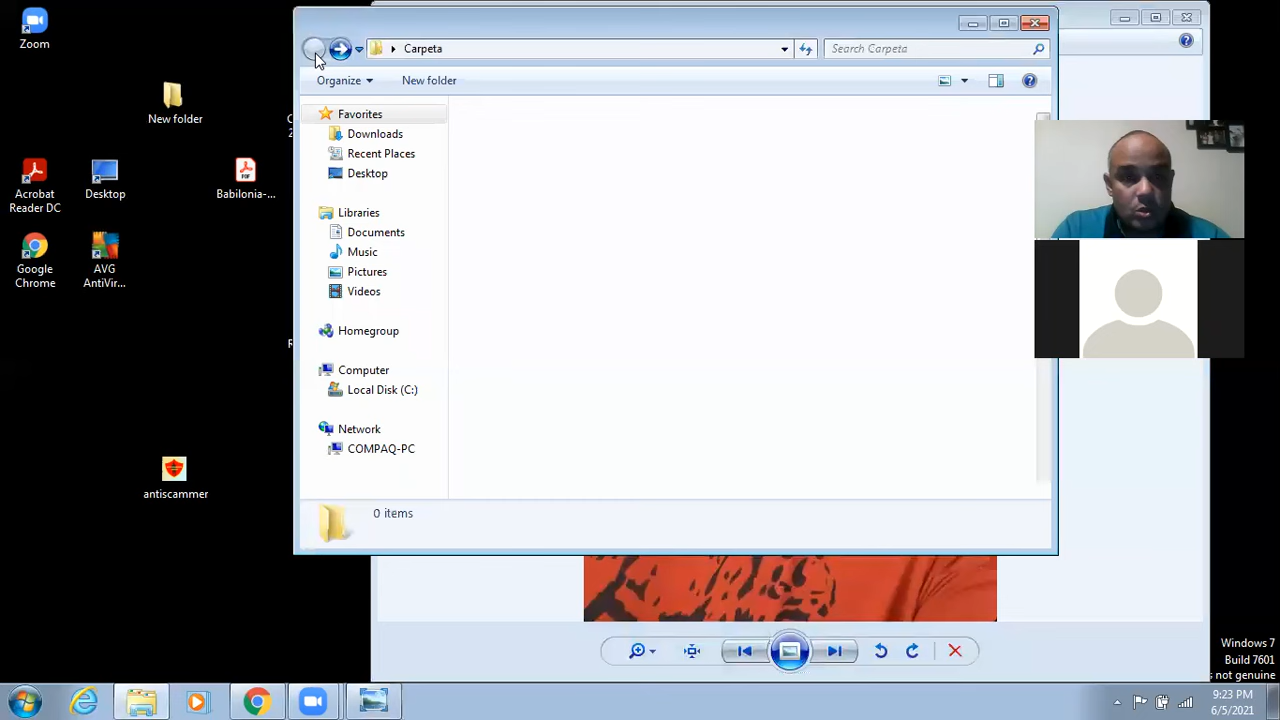 Zoom
New folder
Acrobat
Reader DC
Desktop
Babilonia-...
Google
Chrome
AVG
AntiVir...
antiscammer
Carpeta
Search Carpeta
Organize
New folder
Favorites
Downloads
Recent Places
Desktop
Libraries
Documents
Music
Pictures
Videos
Homegroup
Computer
Local Disk (C:)
Network
COMPAQ-PC
0 items
Windows 7
Build 7601
s not genuine
9:23 PM
6/5/2021